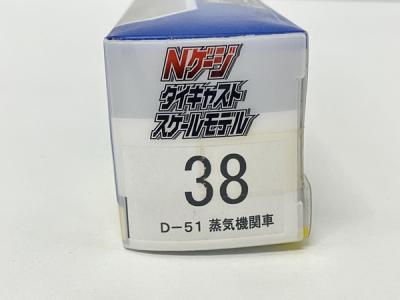 Nゲージ
ダイキャスト
スケールモデル
38
D-51 蒸気機関車